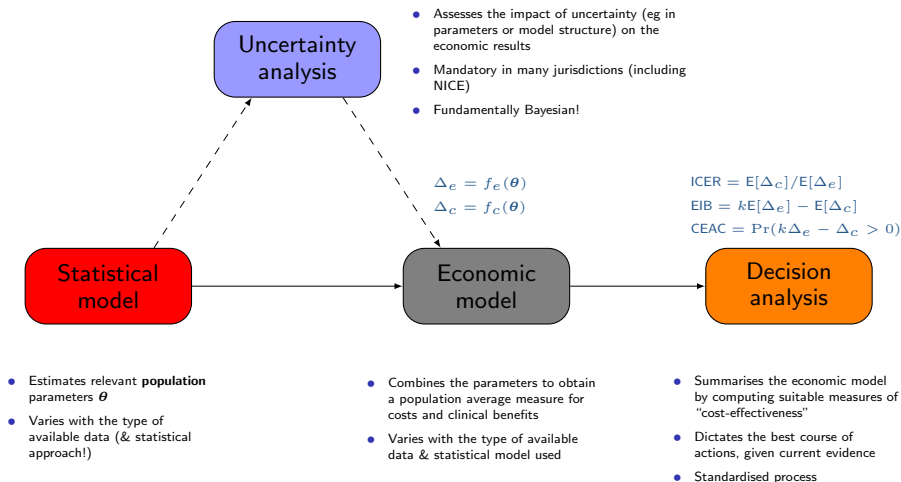 Uncertainty
analysis
• Assesses the impact of uncertainty (eg in
parameters or model structure) on the
economic results
• Mandatory in many jurisdictions (including
NICE)
• Fundamentally Bayesian!
Δe = fe(θ)
Δc = fc(θ)
ICER = E[Δc]/E[Δe]
EIB = kE[Δe] − E[Δc]
CEAC = Pr(kΔe − Δc > 0)
Statistical
model
Economic
model
Decision
analysis
• Estimates relevant population
parameters θ
• Varies with the type of
available data (& statistical
approach!)
• Combines the parameters to obtain
a population average measure for
costs and clinical benefits
• Varies with the type of available
data & statistical model used
• Summarises the economic model
by computing suitable measures of
“cost-effectiveness”
• Dictates the best course of
actions, given current evidence
• Standardised process